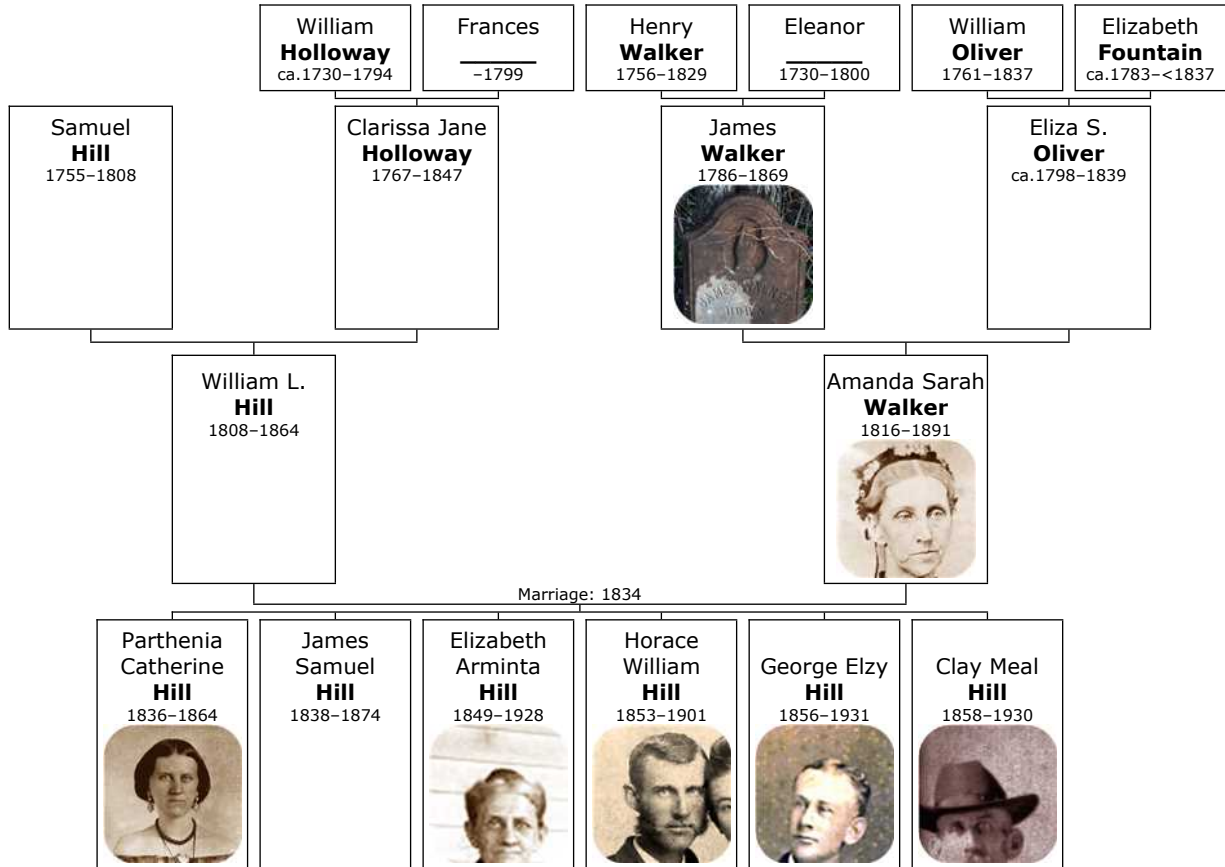 William
Holloway
ca.1730–1794
Frances
–1799
Henry
Walker
1756–1829
Eleanor
1730–1800
William
Oliver
1761–1837
Elizabeth
Fountain
ca.1783–<1837
Samuel
Hill
1755–1808
Clarissa Jane
Holloway
1767–1847
James
Walker
1786–1869
JAMES WALKER
BORN
Eliza S.
Oliver
ca.1798–1839
William L.
Hill
1808–1864
Amanda Sarah
Walker
1816–1891
Marriage: 1834
Parthenia
Catherine
Hill
1836–1864
James
Samuel
Hill
1838–1874
Elizabeth
Arminta
Hill
1849–1928
Horace
William
Hill
1853–1901
George Elzy
Hill
1856–1931
Clay Meal
Hill
1858–1930